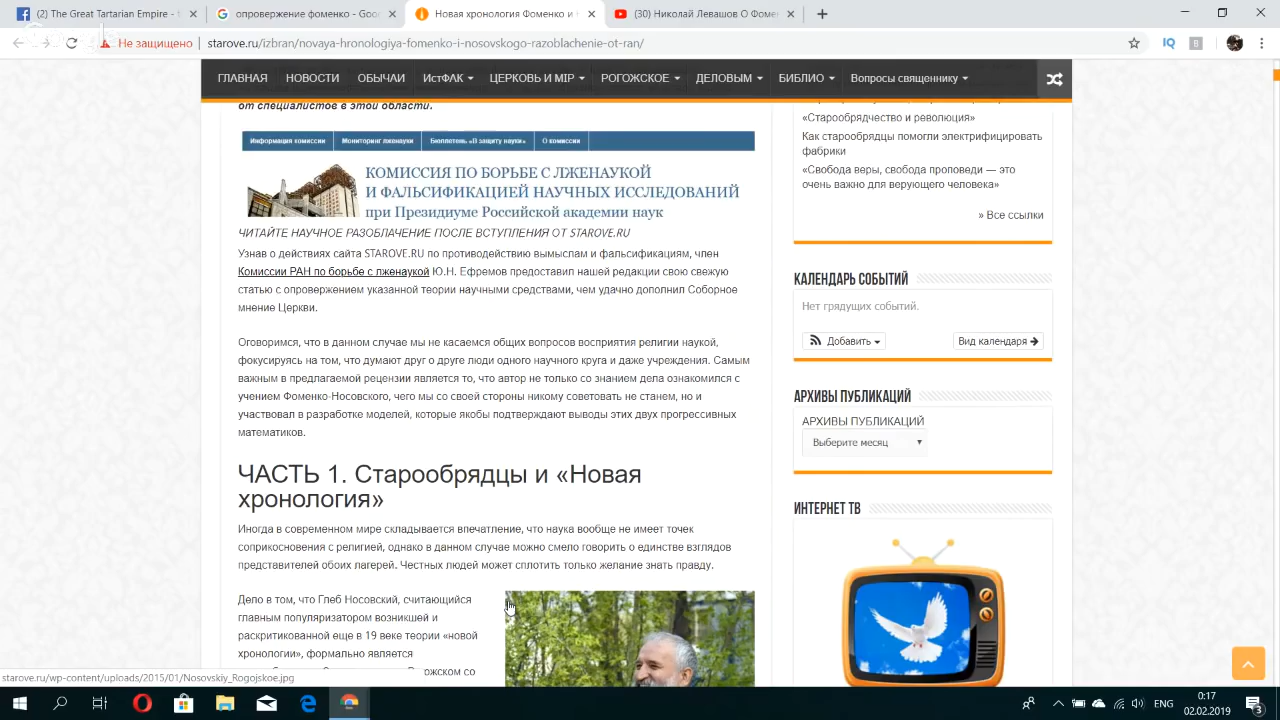 (2) Great Tartarian Empire - Th
Новая хронология Фоменко и
Николай Левашов О Фоме
Не защищено
starove.ru/izbran/novaya-hronologiya-fomenko-i-nosovskogo-razoblachenie-ot-ran/
ГЛАВНАЯ
НОВОСТИ
ОБЫЧАИ
ИстФАК
ЦЕРКОВЬ И МIР
РОГОЖСКОЕ
ДЕЛОВЫМ
БИБЛИО
Вопросы священнику
от специалистов в этой области.
Информация комиссии
Мониторинг лженауки
Бюллетень «В защиту науки»
О комиссии
КОМИССИЯ ПО БОРЬБЕ С ЛЖЕНАУКОЙ
И ФАЛЬСИФИКАЦИЕЙ НАУЧНЫХ ИССЛЕДОВАНИЙ
при Президиуме Российской академии наук
ЧИТАЙТЕ НАУЧНОЕ РАЗОБЛАЧЕНИЕ ПОСЛЕ ВСТУПЛЕНИЯ ОТ STAROVE.RU
Узнав о действиях сайта STAROVE.RU по противодействию вымыслам и фальсификациям, член
Комиссии РАН по борьбе с лженаукой Ю.Н. Ефремов предоставил нашей редакции свою свежую
статью с опровержением указанной теории научными средствами, чем удачно дополнил Соборное
мнение Церкви.
Оговоримся, что в данном случае мы не касаемся общих вопросов восприятия религии наукой,
фокусируясь на том, что думают друг о друге люди одного научного круга и даже учреждения. Самым
важным в предлагаемой рецензии является то, что автор не только со знанием дела ознакомился с
учением Фоменко-Носовского, чего мы со своей стороны никому советовать не станем, но и
участвовал в разработке моделей, которые якобы подтверждают выводы этих двух прогрессивных
математиков.
ЧАСТЬ 1. Старообрядцы и «Новая
хронология»
Иногда в современном мире складывается впечатление, что наука вообще не имеет точек
соприкосновения с религией, однако в данном случае можно смело говорить о единстве взглядов
представителей обоих лагерей. Честных людей может сплотить только желание знать правду.
Дело в том, что Глеб Носовский, считающийся
главным популяризатором возникшей и
раскритикованной еще в 19 веке теории «новой
хронологии», формально является
со
«Старообрядчество и революция»
Как старообрядцы помогли электрифицировать
фабрики
«Свобода веры, свобода проповеди — это
очень важно для верующего человека»
» Все ссылки
КАЛЕНДАРЬ СОБЫТИЙ
Нет грядущих событий.
Добавить
Вид календаря
АРХИВЫ ПУБЛИКАЦИЙ
АРХИВЫ ПУБЛИКАЦИЙ
Выберите месяц
ИНТЕРНЕТ ТВ
starove.ru/wp-content/uploads/2015/01/Nosovskiy_Rogojskoe.jpg
ENG
0:17
02.02.2019
3